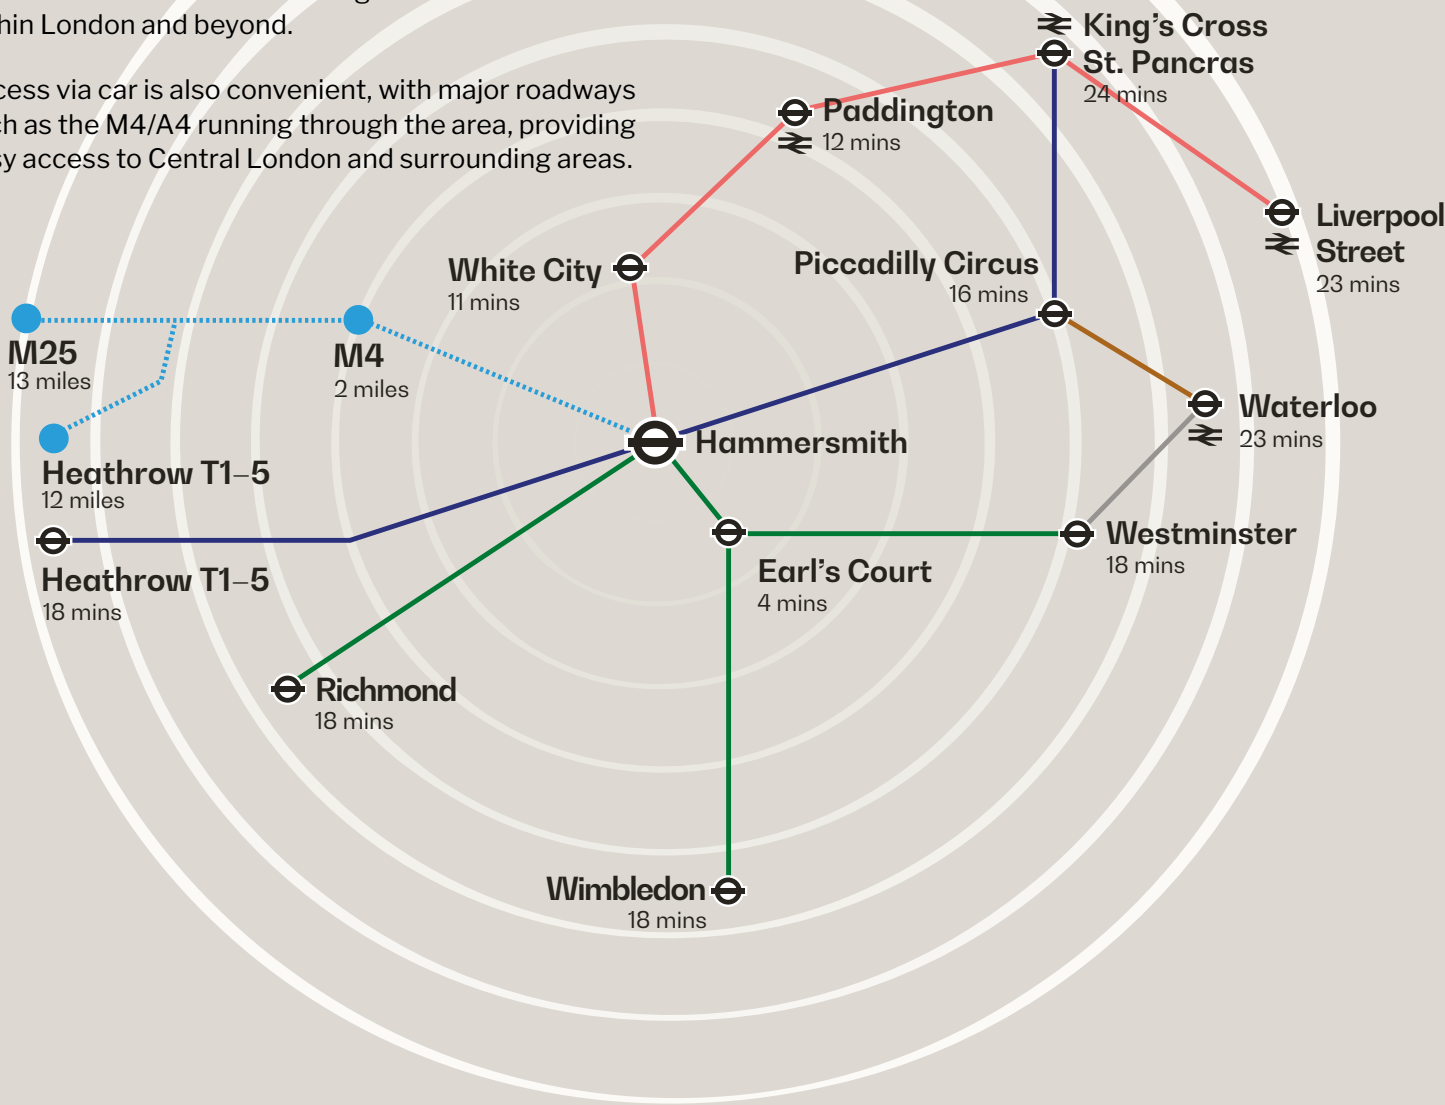 hin London and beyond.
cess via car is also convenient, with major roadways
ch as the M4/A4 running through the area, providing
sy access to Central London and surrounding areas.
King’s Cross
St. Pancras
24 mins
Paddington
12 mins
Liverpool
Street
23 mins
White City
11 mins
Piccadilly Circus
16 mins
M25
13 miles
M4
2 miles
Waterloo
23 mins
Hammersmith
Heathrow T1–5
12 miles
Westminster
18 mins
Earl’s Court
4 mins
Heathrow T1–5
18 mins
Richmond
18 mins
Wimbledon
18 mins